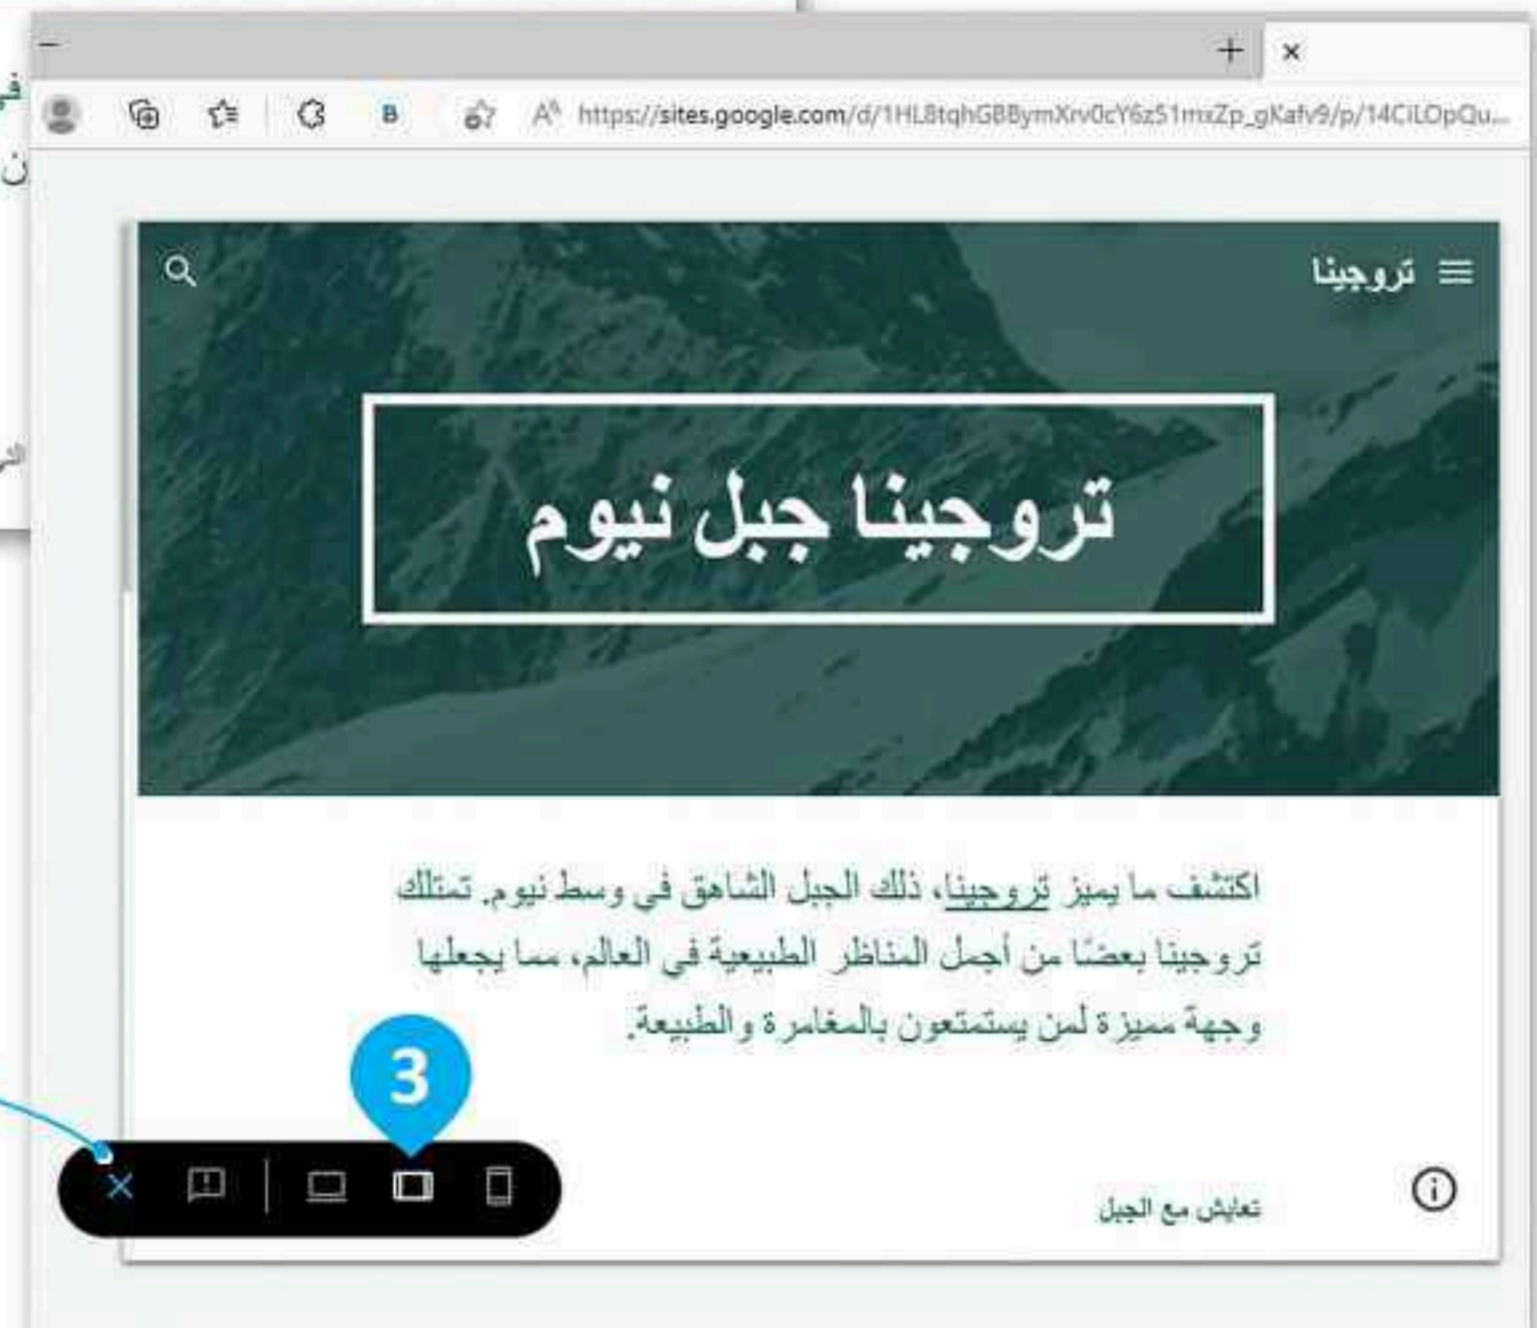 https://sites.google.com/d/1HL8tqhGBBymXrv0cY6z51mxZp_gKafv9/p/14CiLOpQu...
تروجينا
تروجينا جبل نيوم
اكتشف ما يميز تروجينا، ذلك الجبل الشاهق في وسط نيوم. تمتلك
تروجينا بعضًا من أجمل المناظر الطبيعية في العالم، مما يجعلها
وجهة مميزة لمن يستمتعون بالمغامرة والطبيعة.
3
تعايش مع الجبل